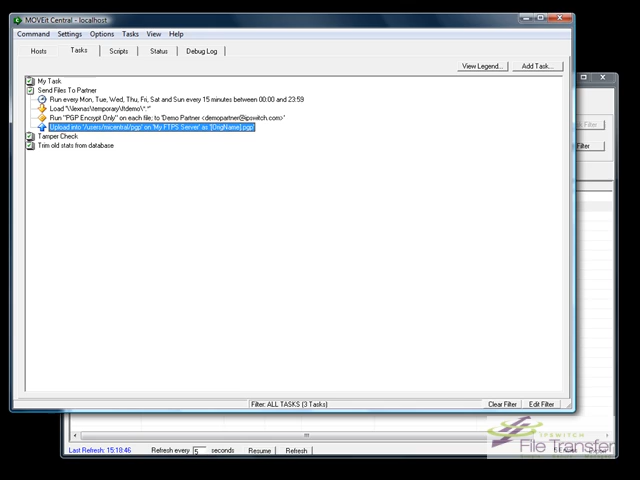 MOVEit Central - localhost
Command Settings Options Tasks View Help
Hosts Tasks Scripts Status Debug Log
View Legend... Add Task...
My Task
Send Files To Partner
Run every Mon, Tue, Wed, Thu, Fri, Sat and Sun every 15 minutes between 00:00 and 23:59
Load "\\lexnas\temporary\ftdemo\*.*"
Run "PGP Encrypt Only" on each file; to 'Demo Partner <demopartner@ipswitch.com>'
Upload into '/users/micentral/pgp' on 'My FTPS Server' as '[OrigName].pgp'
Tamper Check
Trim old stats from database
Filter
Filter
Filter: ALL TASKS (3 Tasks) Clear Filter Edit Filter
Last Refresh: 15:18:46 Refresh every 5 seconds Resume Refresh
IPSWITCH
File Transfer